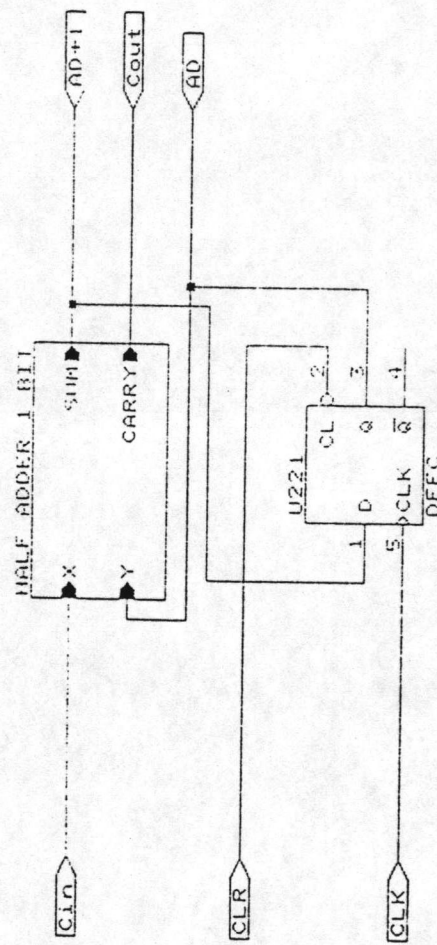 HALF ADDER 1 BIT
Cin
X
SUM
AD+1
Y
CARRY
Cout
AD
CLR
U221
CL
2
1
D
Q
3
CLK
5
CLK
Q
4
DFFC